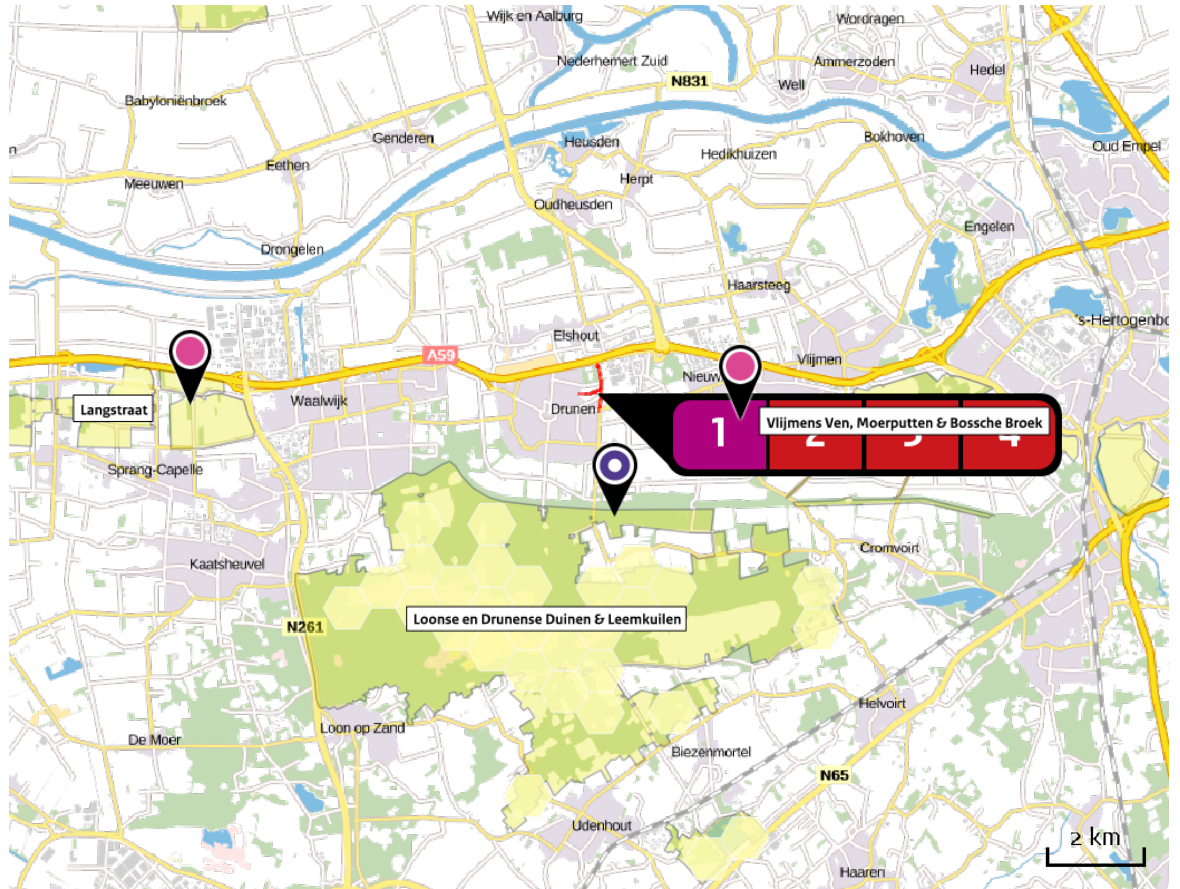 Wijk en Aalburg
Wordragen
Nederhemert Zuid
Ammerzoden
Hedel
N831
Well
Babyloniënbroek
Genderen
Heusden
Bokhoven
Oud Empel
Eethen
Hedikhuizen
Meeuwen
Herpt
Oudheusden
Engelen
Drongelen
Haarsteeg
's-Hertogenbo
Elshout
A59
Vlijmen
Nieuw
Waalwijk
Langstraat
Drunen
1 2 3 4
Vlijmens Ven, Moerputten & Bossche Broek
Sprang-Capelle
Cromvoirt
Kaatsheuvel
Loonse en Drunense Duinen & Leemkuilen
N261
Helvoirt
Loon op Zand
De Moer
Biezenmortel
N65
Udenhout
2 km
Haaren